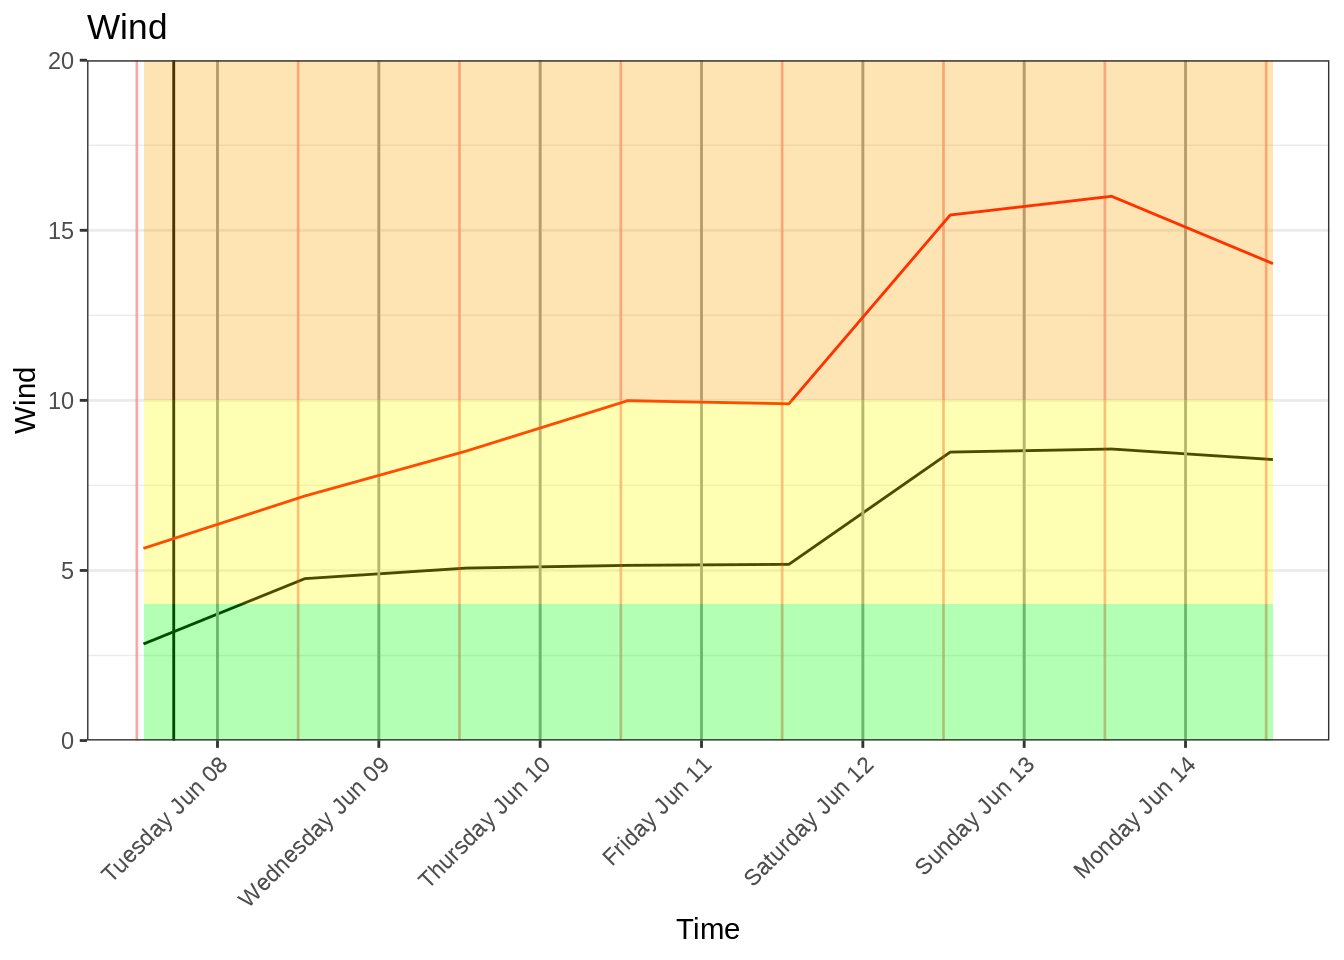 Wind
20
15
10
5
0
Wind
Tuesday Jun 08
Wednesday Jun 09
Thursday Jun 10
Friday Jun 11
Saturday Jun 12
Sunday Jun 13
Monday Jun 14
Time